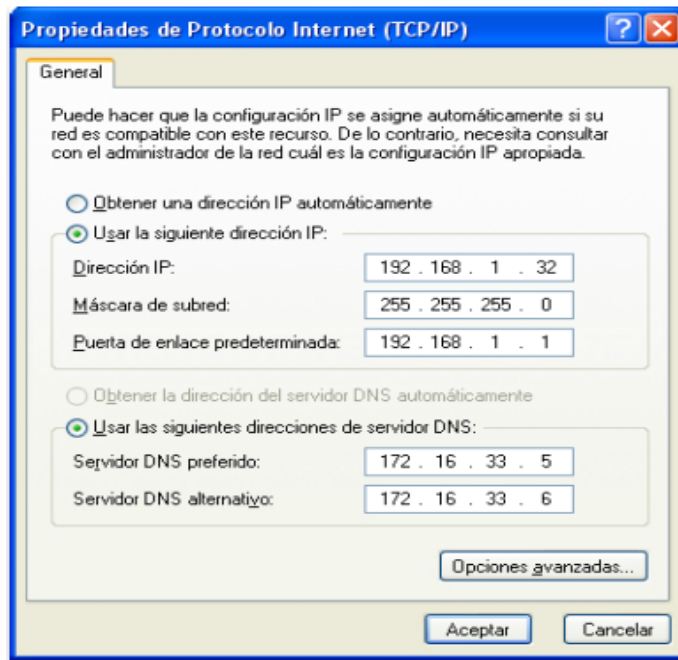 Propiedades de Protocolo Internet (TCP/IP)
General
Puede hacer que la configuración IP se asigne automáticamente si su
red es compatible con este recurso. De lo contrario, necesita consultar
con el administrador de la red cuál es la configuración IP apropiada.
Obtener una dirección IP automáticamente
Usar la siguiente dirección IP:
Dirección IP: 192 . 168 . 1 . 32
Máscara de subred: 255 . 255 . 255 . 0
Puerta de enlace predeterminada: 192 . 168 . 1 . 1
Obtener la dirección del servidor DNS automáticamente
Usar las siguientes direcciones de servidor DNS:
Servidor DNS preferido: 172 . 16 . 33 . 5
Servidor DNS alternativo: 172 . 16 . 33 . 6
Opciones avanzadas...
Aceptar Cancelar